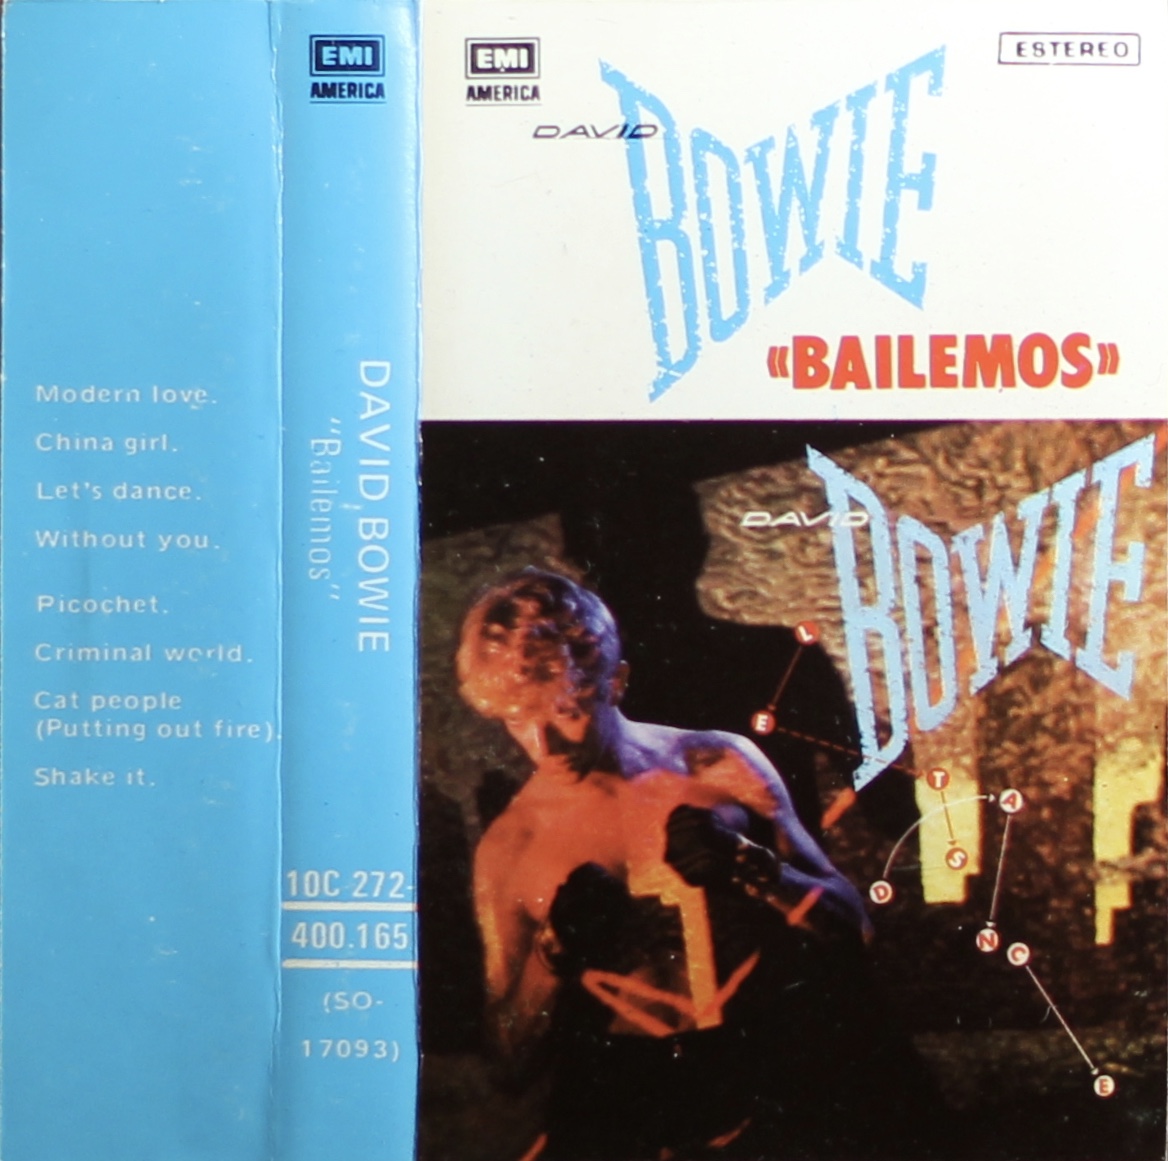 Modern love.
China girl.
Let's dance.
Without you.
Picochet.
Criminal world.
Cat people
(Putting out fire).
Shake it.
EMI
AMERICA
DAVID BOWIE
"Bailemos"
10C 272-
400.165
(SO-
17093)
EMI
AMERICA
ESTEREO
DAVID
BOWIE
«BAILEMOS»
DAVID
BOWIE
L
E
T
S
D
A
N
C
E